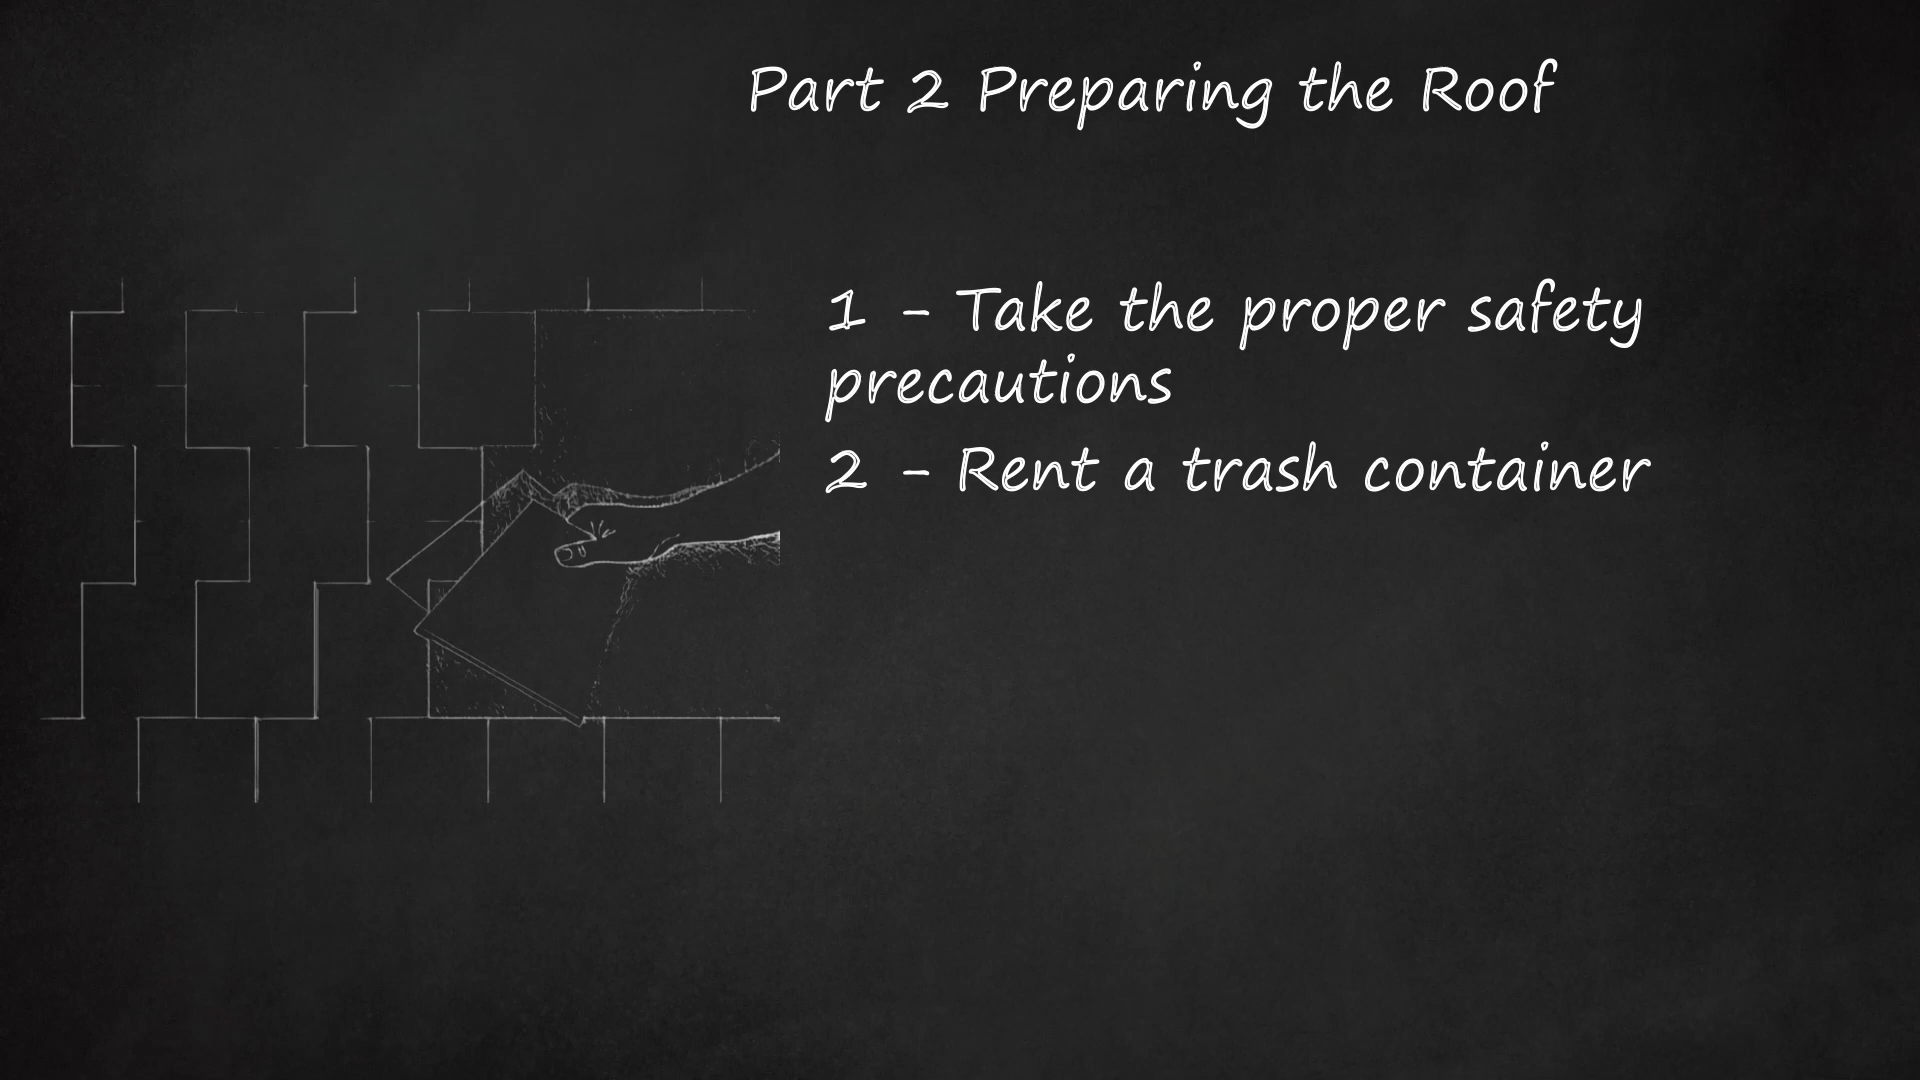 Part 2 Preparing the Roof
1 - Take the proper safety
precautions
2 - Rent a trash container